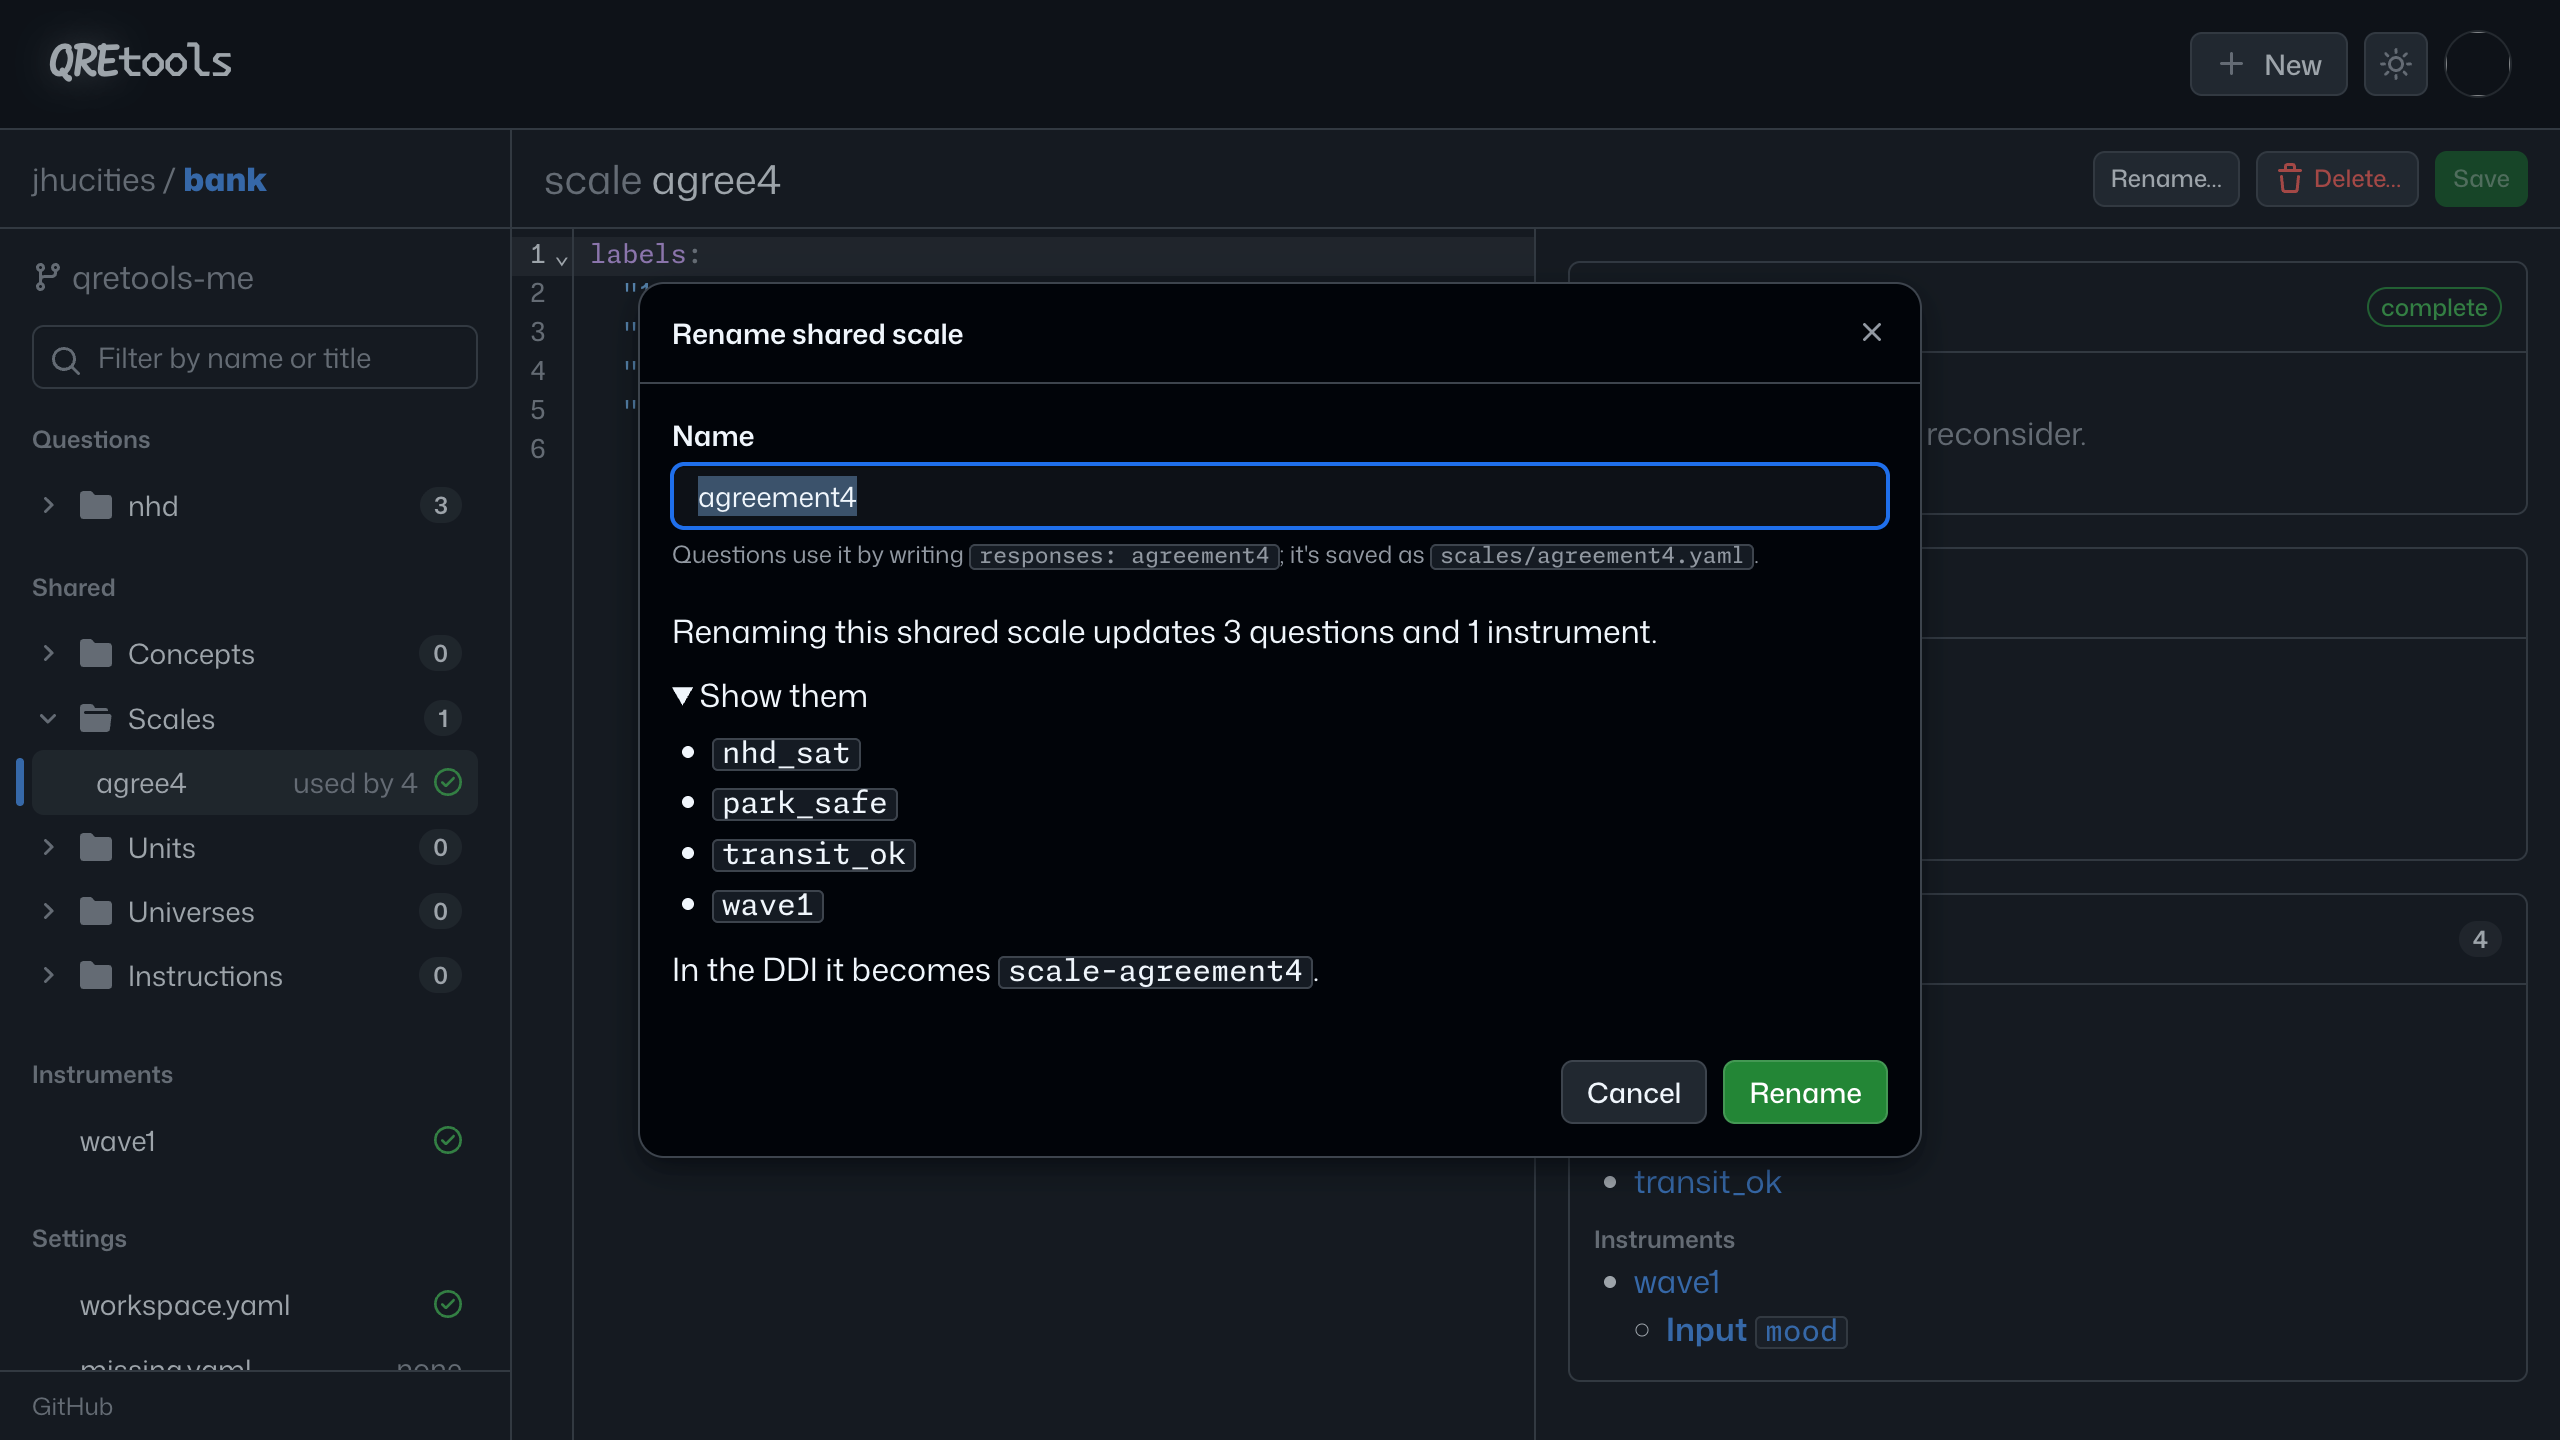 QREtools
New
jhucities / bank
scale agree4
Rename...
Delete...
Save
qretools-me
Filter by name or title
Questions
nhd 3
Shared
Concepts 0
Scales 1
agree4 used by 4
Units 0
Universes 0
Instructions 0
Instruments
wave1
Settings
workspace.yaml
missing.yaml none
GitHub
1 labels:
2 "1
3 "
4 "
5 "
6
complete
reconsider.
4
transit_ok
Instruments
wave1
Input mood
Rename shared scale
Name
agreement4
Questions use it by writing responses: agreement4; it's saved as scales/agreement4.yaml.
Renaming this shared scale updates 3 questions and 1 instrument.
Show them
nhd_sat
park_safe
transit_ok
wave1
In the DDI it becomes scale-agreement4.
Cancel
Rename